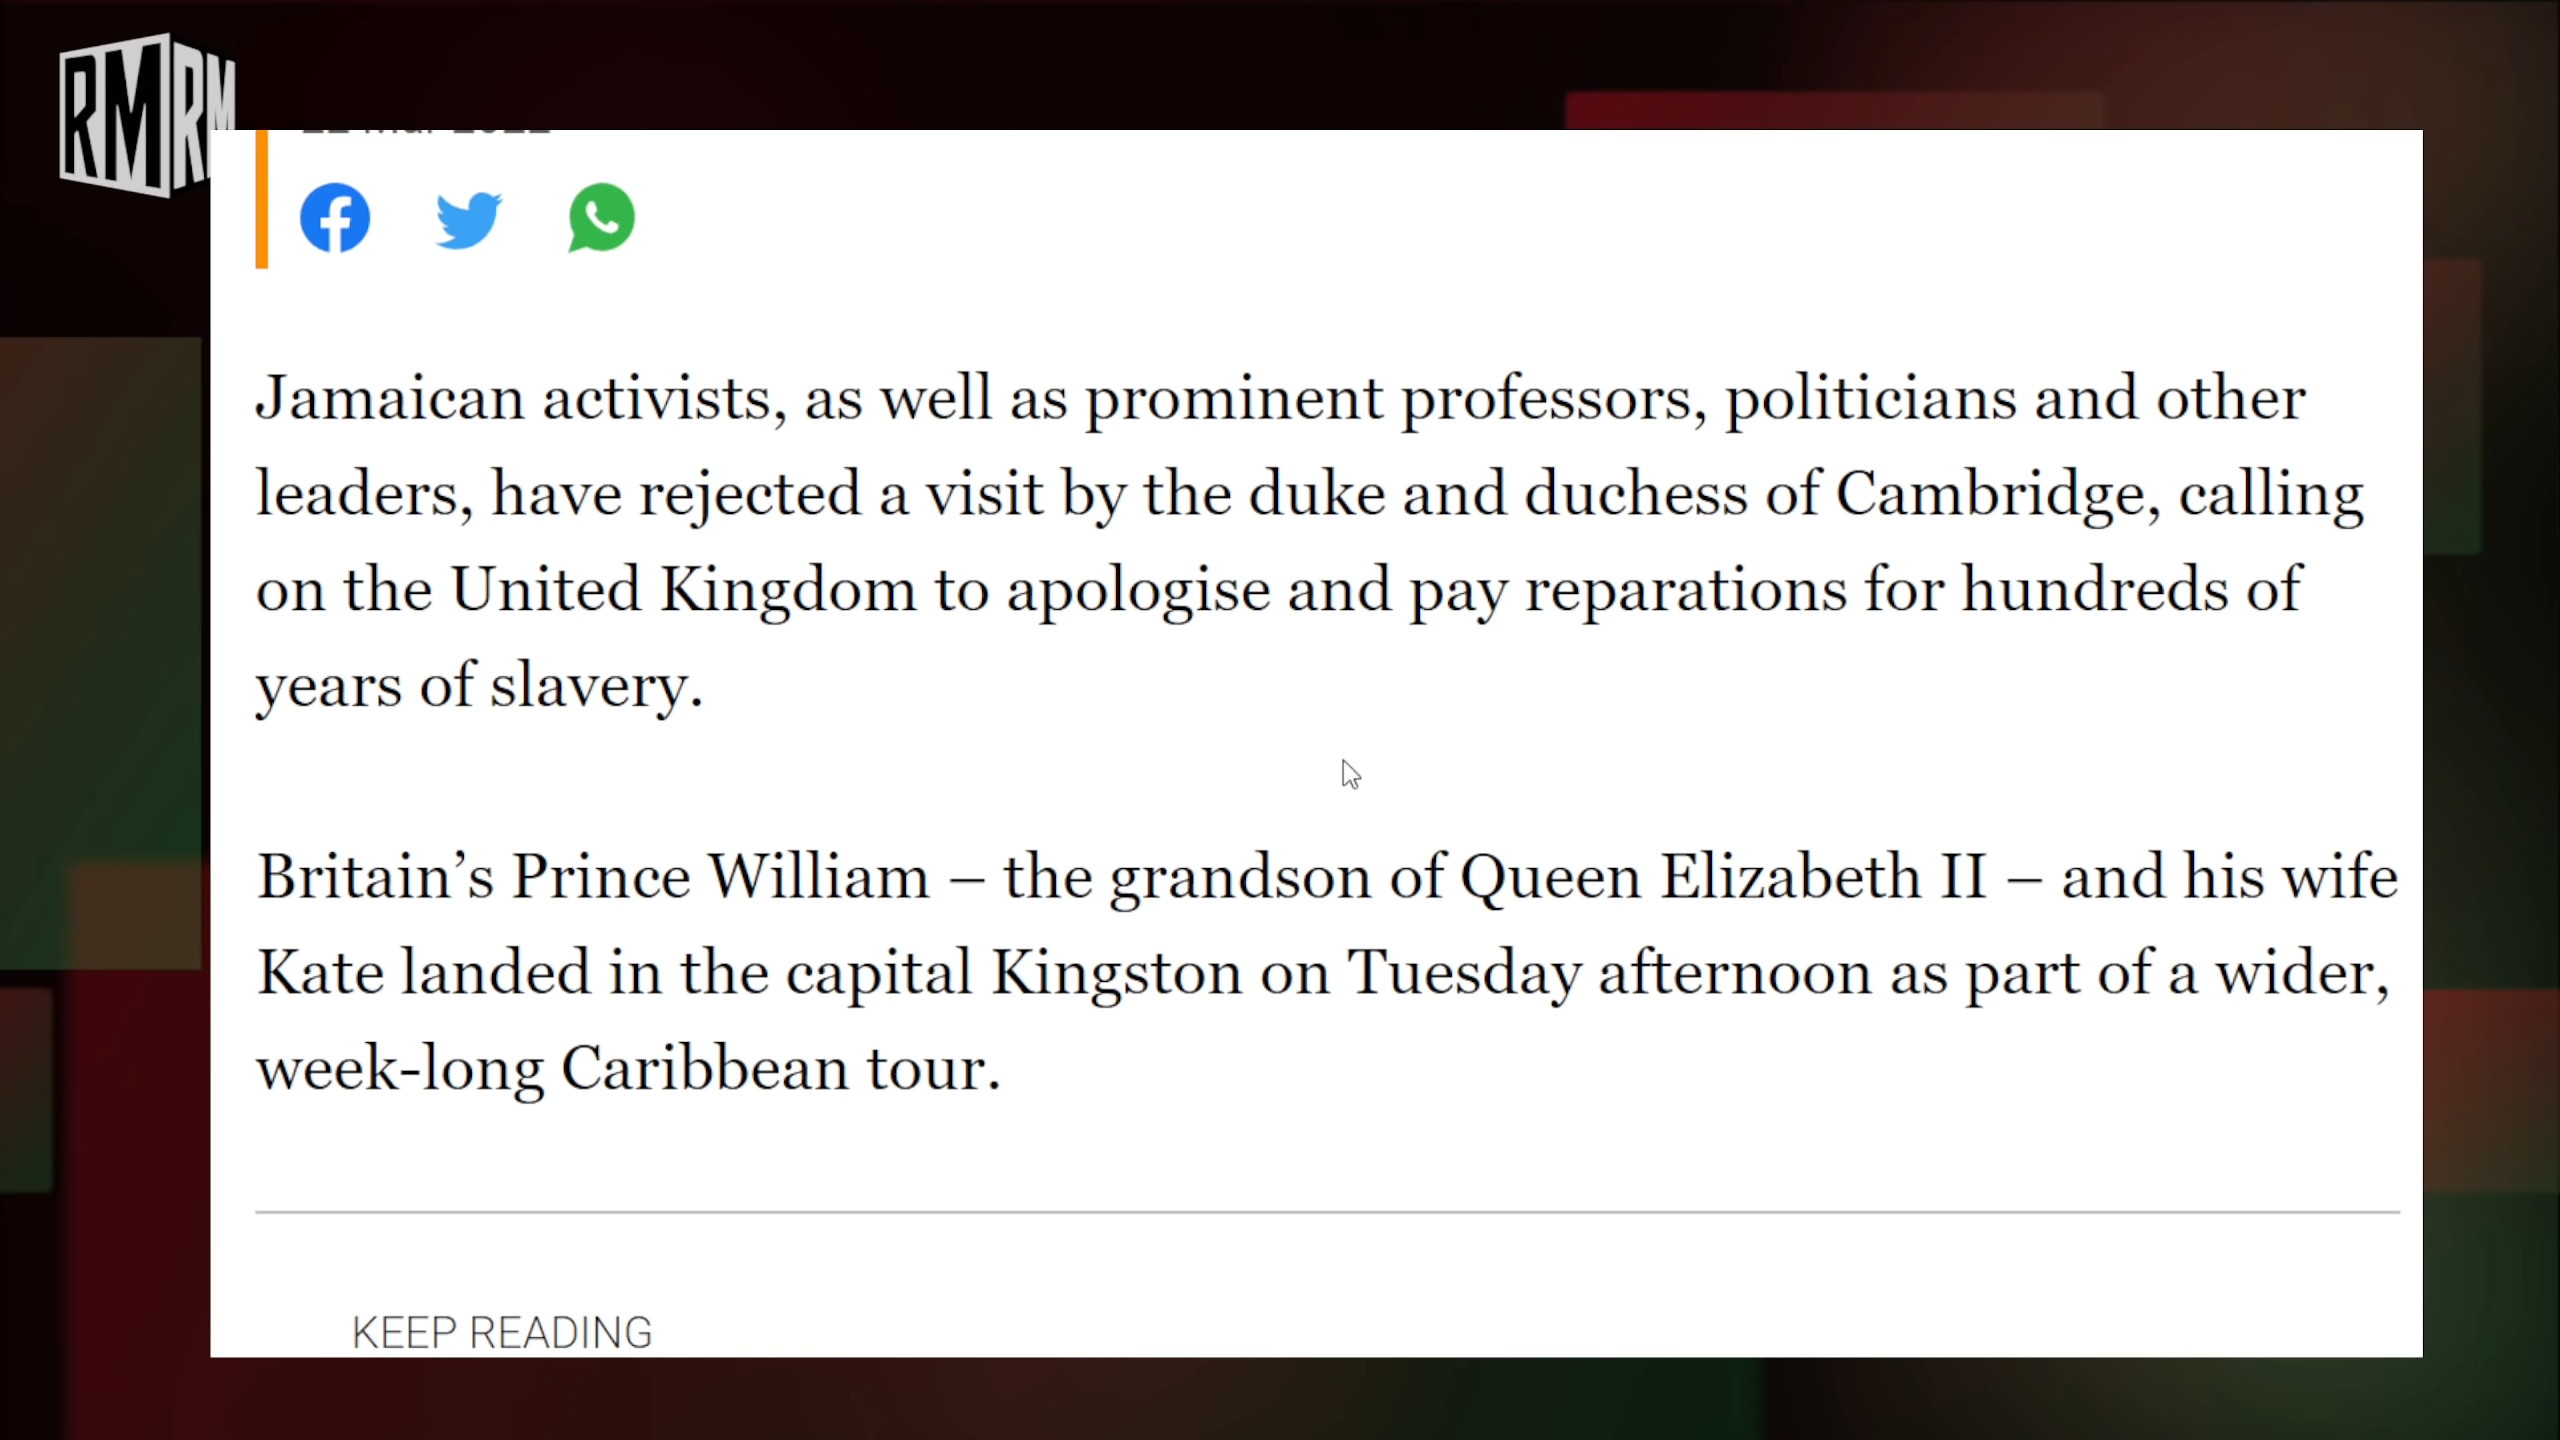 RMRM
22 Mar 2022
Jamaican activists, as well as prominent professors, politicians and other
leaders, have rejected a visit by the duke and duchess of Cambridge, calling
on the United Kingdom to apologise and pay reparations for hundreds of
years of slavery.
Britain’s Prince William – the grandson of Queen Elizabeth II – and his wife
Kate landed in the capital Kingston on Tuesday afternoon as part of a wider,
week-long Caribbean tour.
KEEP READING